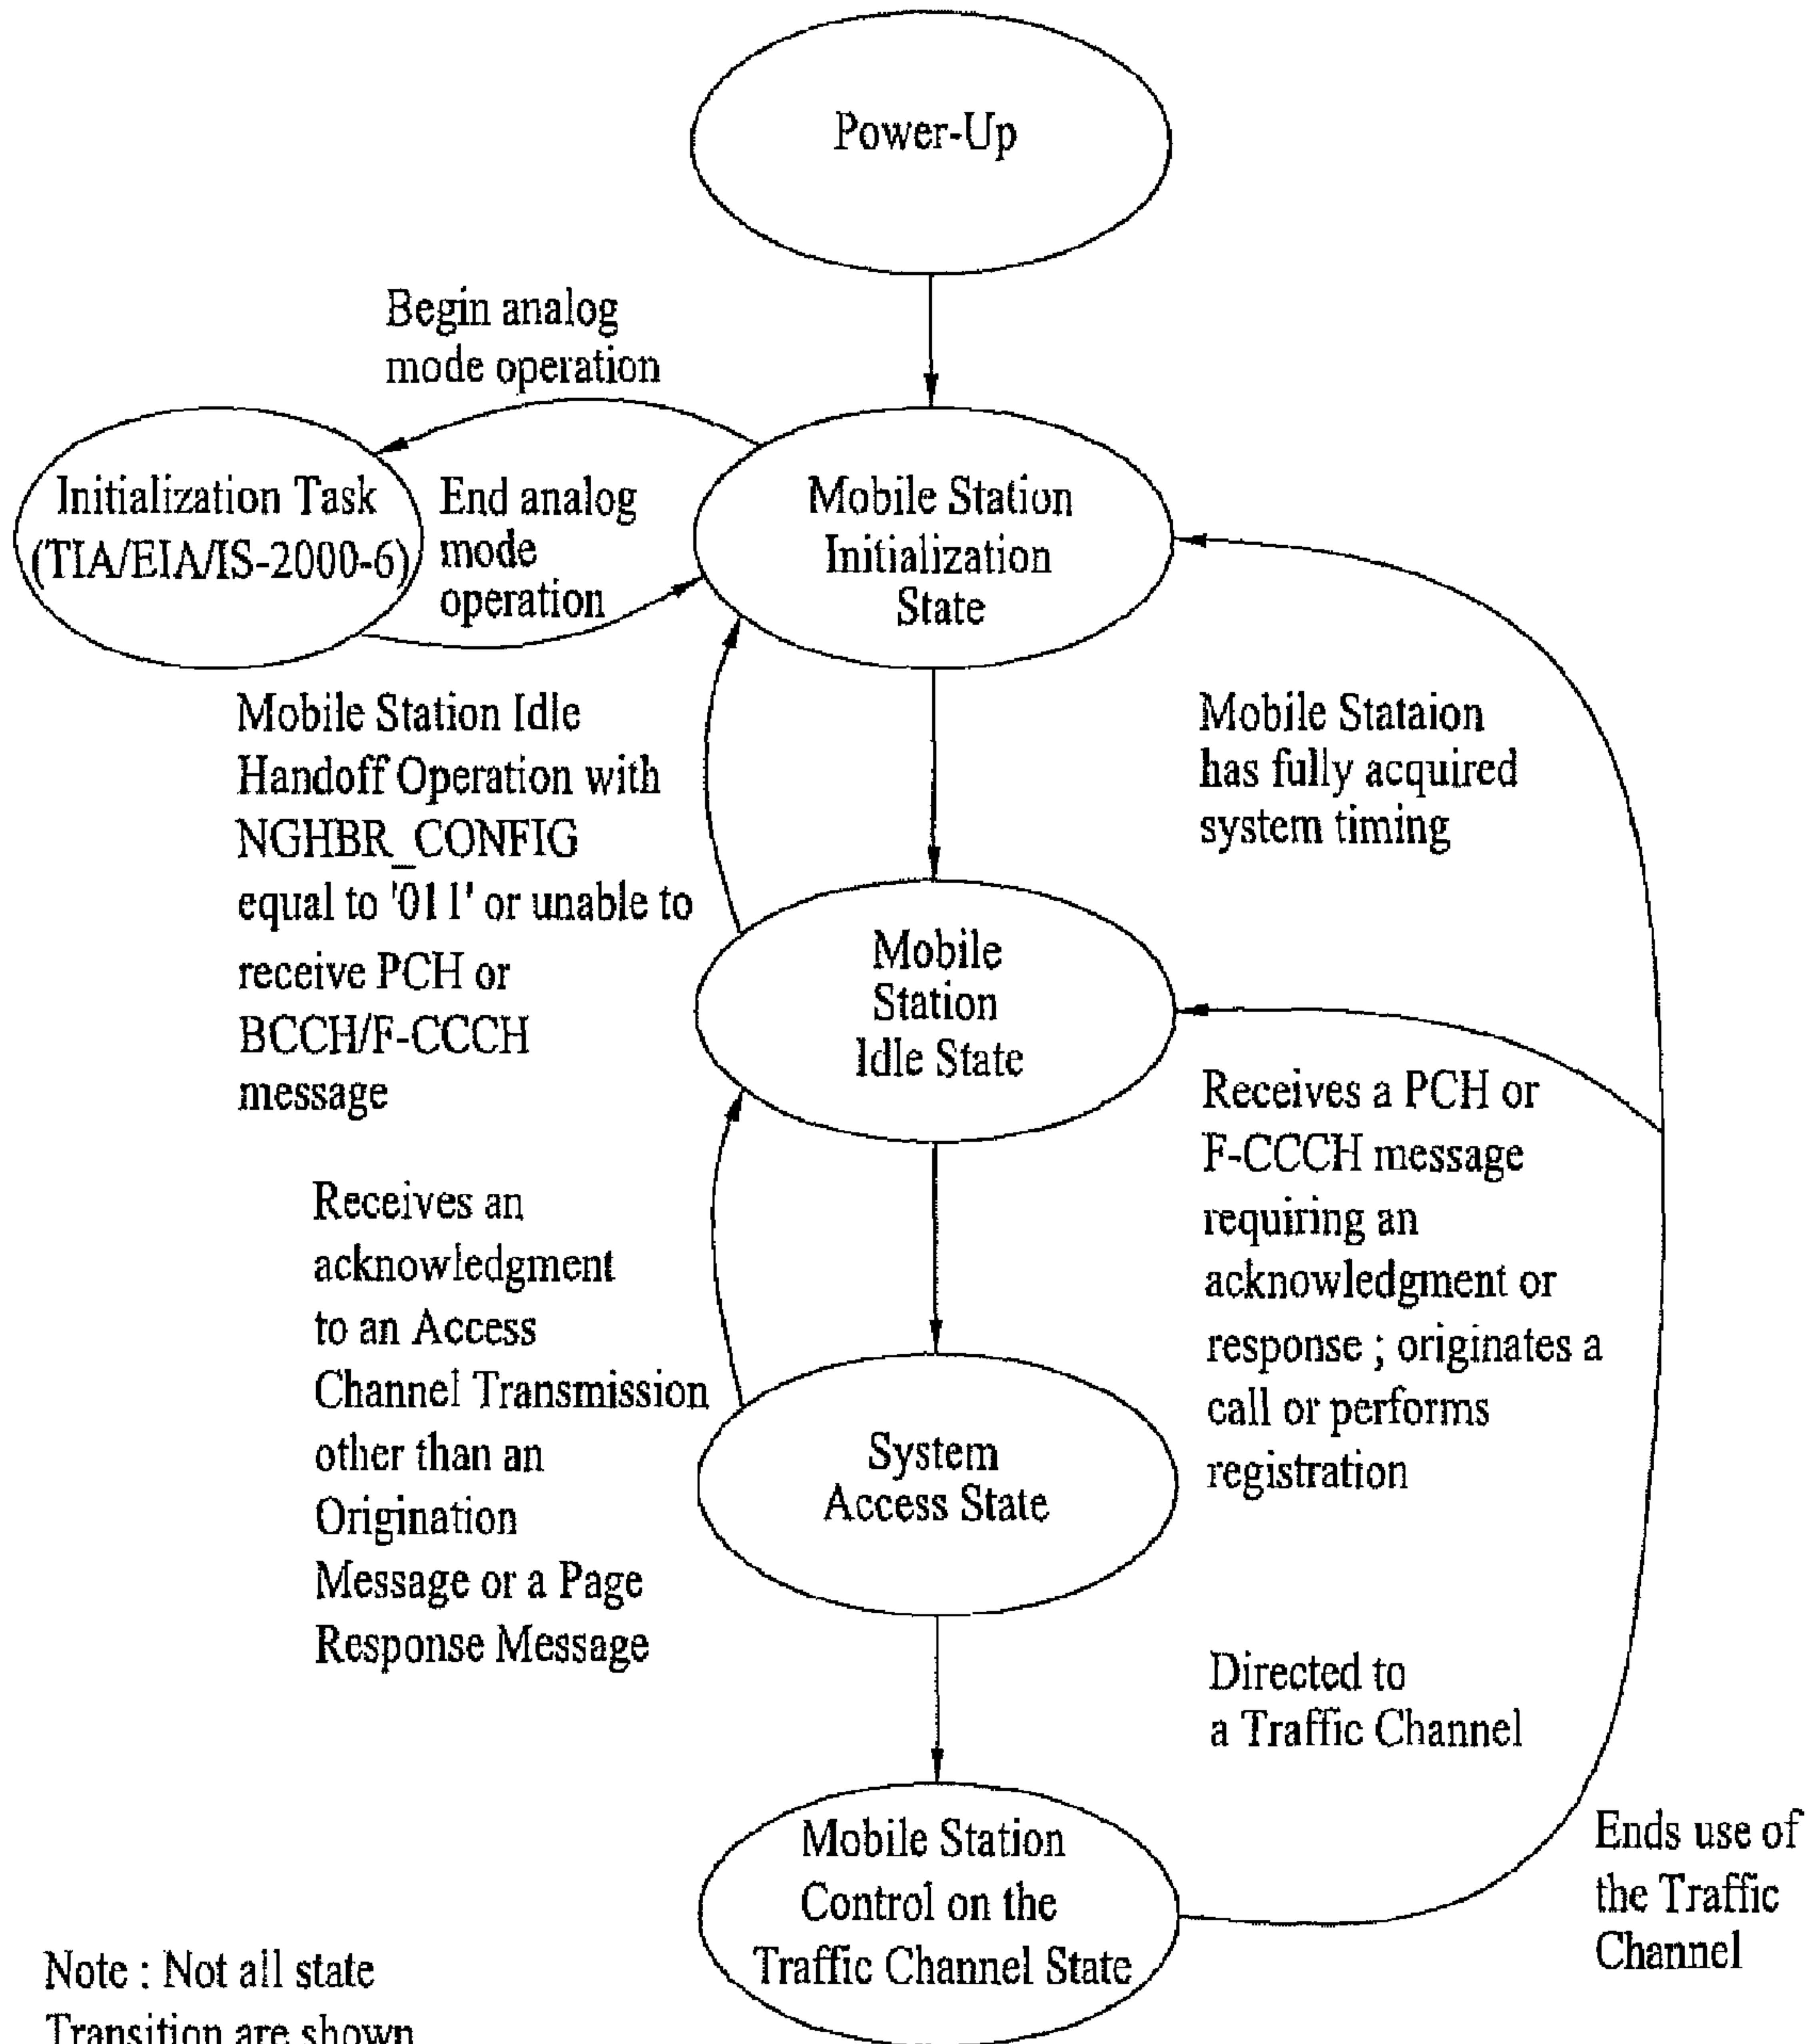 Power-Up
Begin analog
mode operation
Initialization Task
(TIA/EIA/IS-2000-6)
End analog
mode
operation
Mobile Station
Initialization
State
Mobile Station Idle
Handoff Operation with
NGHBR_CONFIG
equal to '011' or unable to
receive PCH or
BCCH/F-CCCH
message
Mobile Stataion
has fully acquired
system timing
Mobile
Station
Idle State
Receives an
acknowledgment
to an Access
Channel Transmission
other than an
Origination
Message or a Page
Response Message
Receives a PCH or
F-CCCH message
requiring an
acknowledgment or
response ; originates a
call or performs
registration
System
Access State
Directed to
a Traffic Channel
Mobile Station
Control on the
Traffic Channel State
Ends use of
the Traffic
Channel
Note : Not all state
Transition are shown